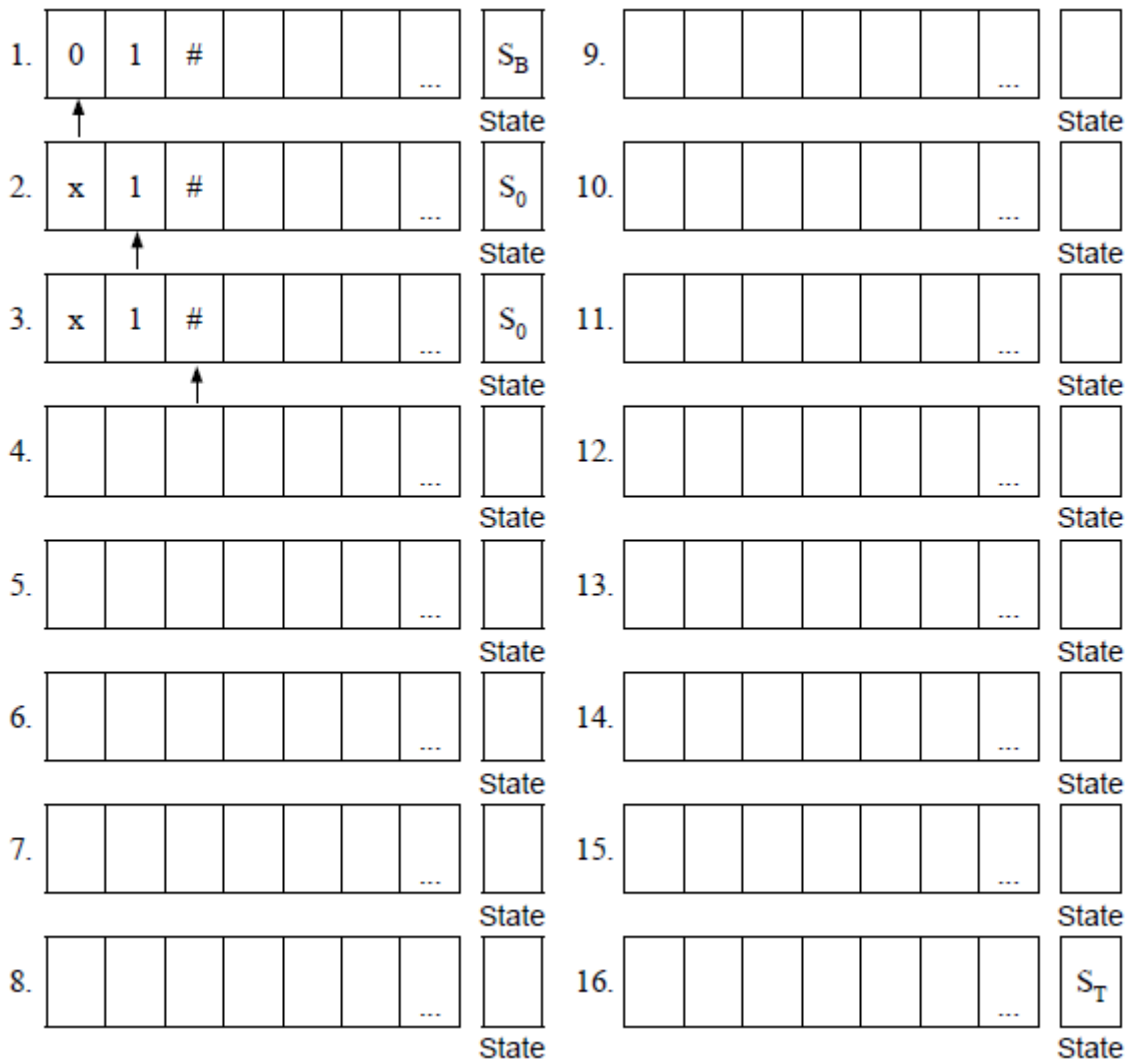 1. 0 1 # ... S_B
State
2. x 1 # ... S_0
State
3. x 1 # ... S_0
State
4. ...
State
5. ...
State
6. ...
State
7. ...
State
8. ...
State
9. ...
State
10. ...
State
11. ...
State
12. ...
State
13. ...
State
14. ...
State
15. ...
State
16. ... S_T
State